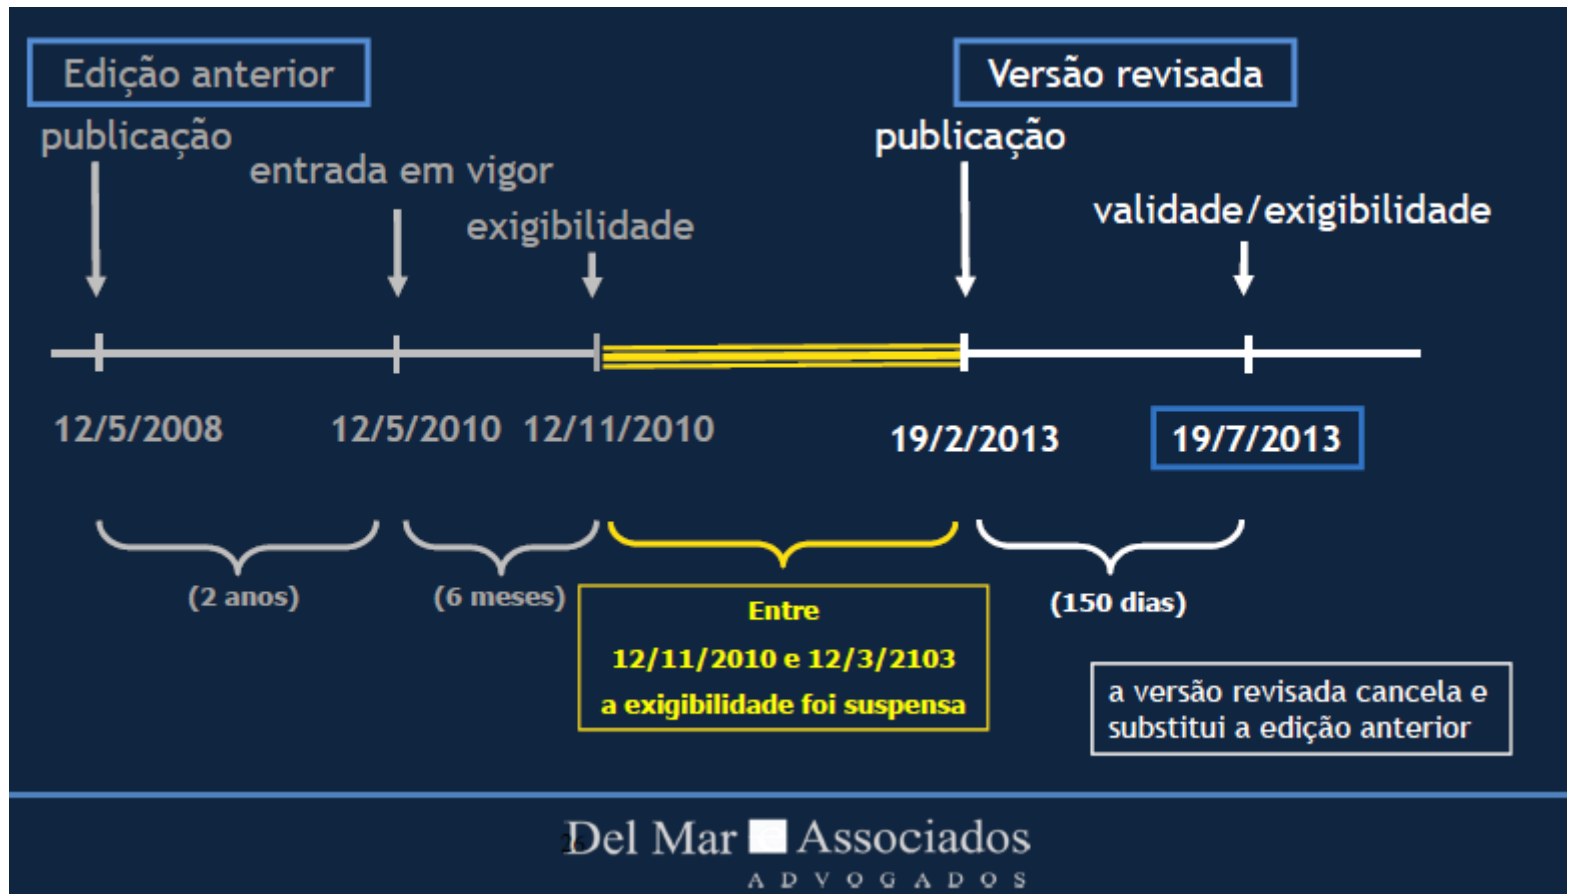 Edição anterior
Versão revisada
publicação
publicação
entrada em vigor
validade/exigibilidade
exigibilidade
12/5/2008
12/5/2010
12/11/2010
19/2/2013
19/7/2013
(2 anos)
(6 meses)
(150 dias)
Entre
12/11/2010 e 12/3/2103
a exigibilidade foi suspensa
a versão revisada cancela e
substitui a edição anterior
26
Del Mar Associados
ADVOGADOS